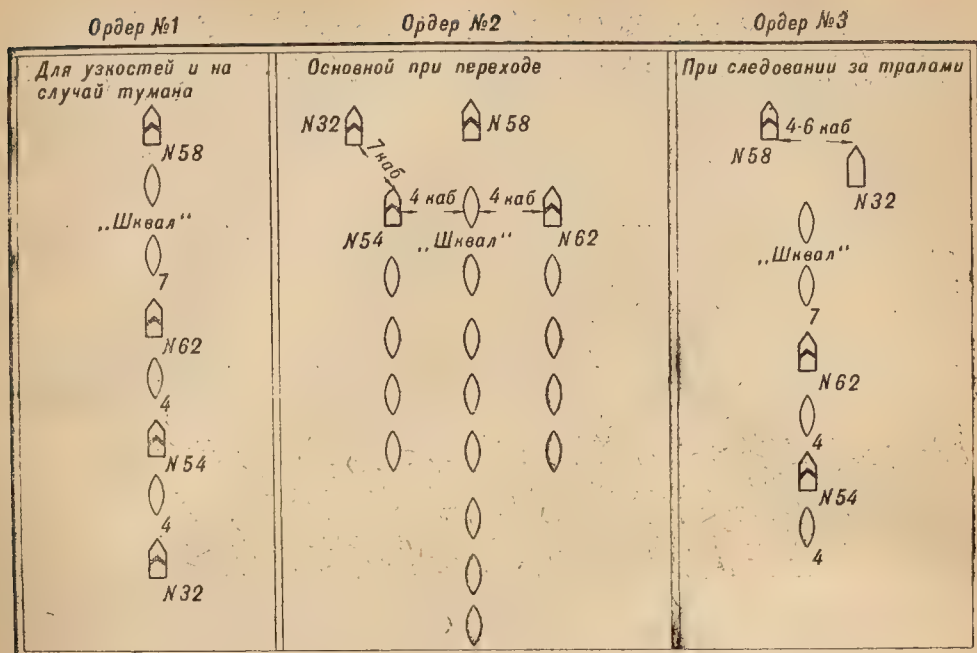 Ордер №1
Ордер №2
Ордер №3
Для узкостей и на
случай тумана
N58
„Шквал“
7
N62
4
N54
4
N32
Основной при переходе
N32
N58
7 каб
4 каб
4 каб
N54
„Шквал“
N62
При следовании за тралами
4-6 каб
N58
N32
„Шквал“
7
N62
4
N54
4